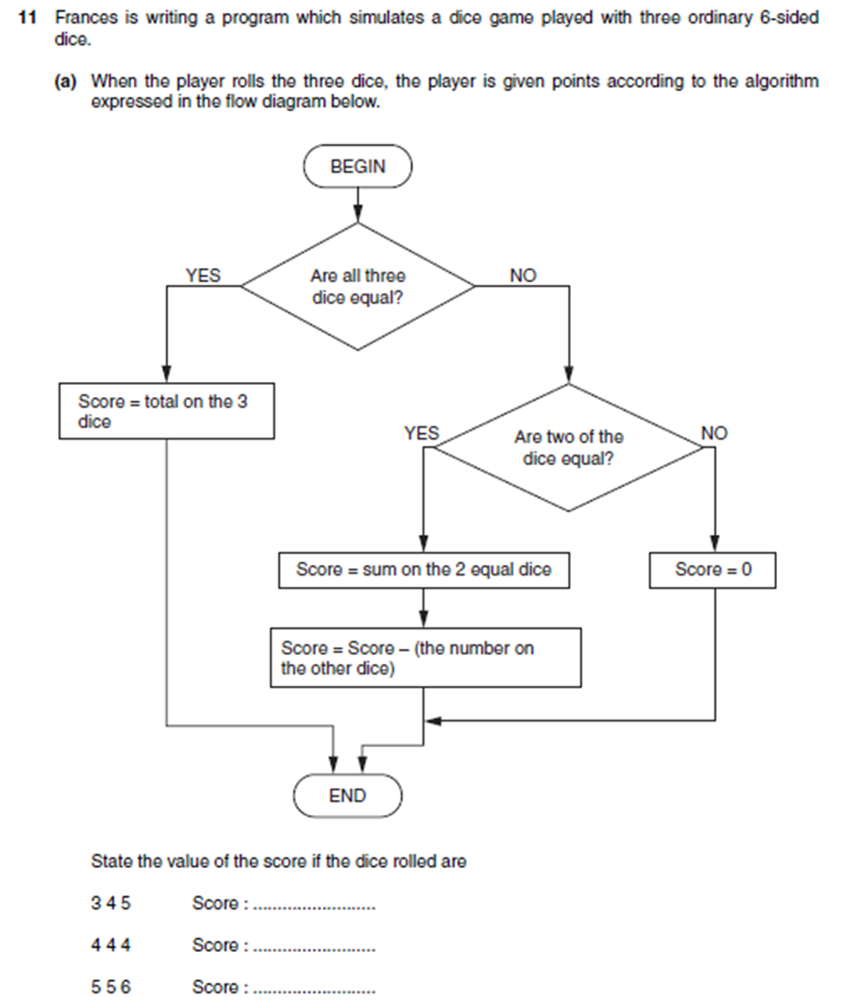 11 Frances is writing a program which simulates a dice game played with three ordinary 6-sided
dice.
(a) When the player rolls the three dice, the player is given points according to the algorithm
expressed in the flow diagram below.
BEGIN
Are all three
dice equal?
YES
NO
Score = total on the 3
dice
Are two of the
dice equal?
YES
NO
Score = sum on the 2 equal dice
Score = 0
Score = Score – (the number on
the other dice)
END
State the value of the score if the dice rolled are
3 4 5 Score : ..........................
4 4 4 Score : ..........................
5 5 6 Score : ..........................